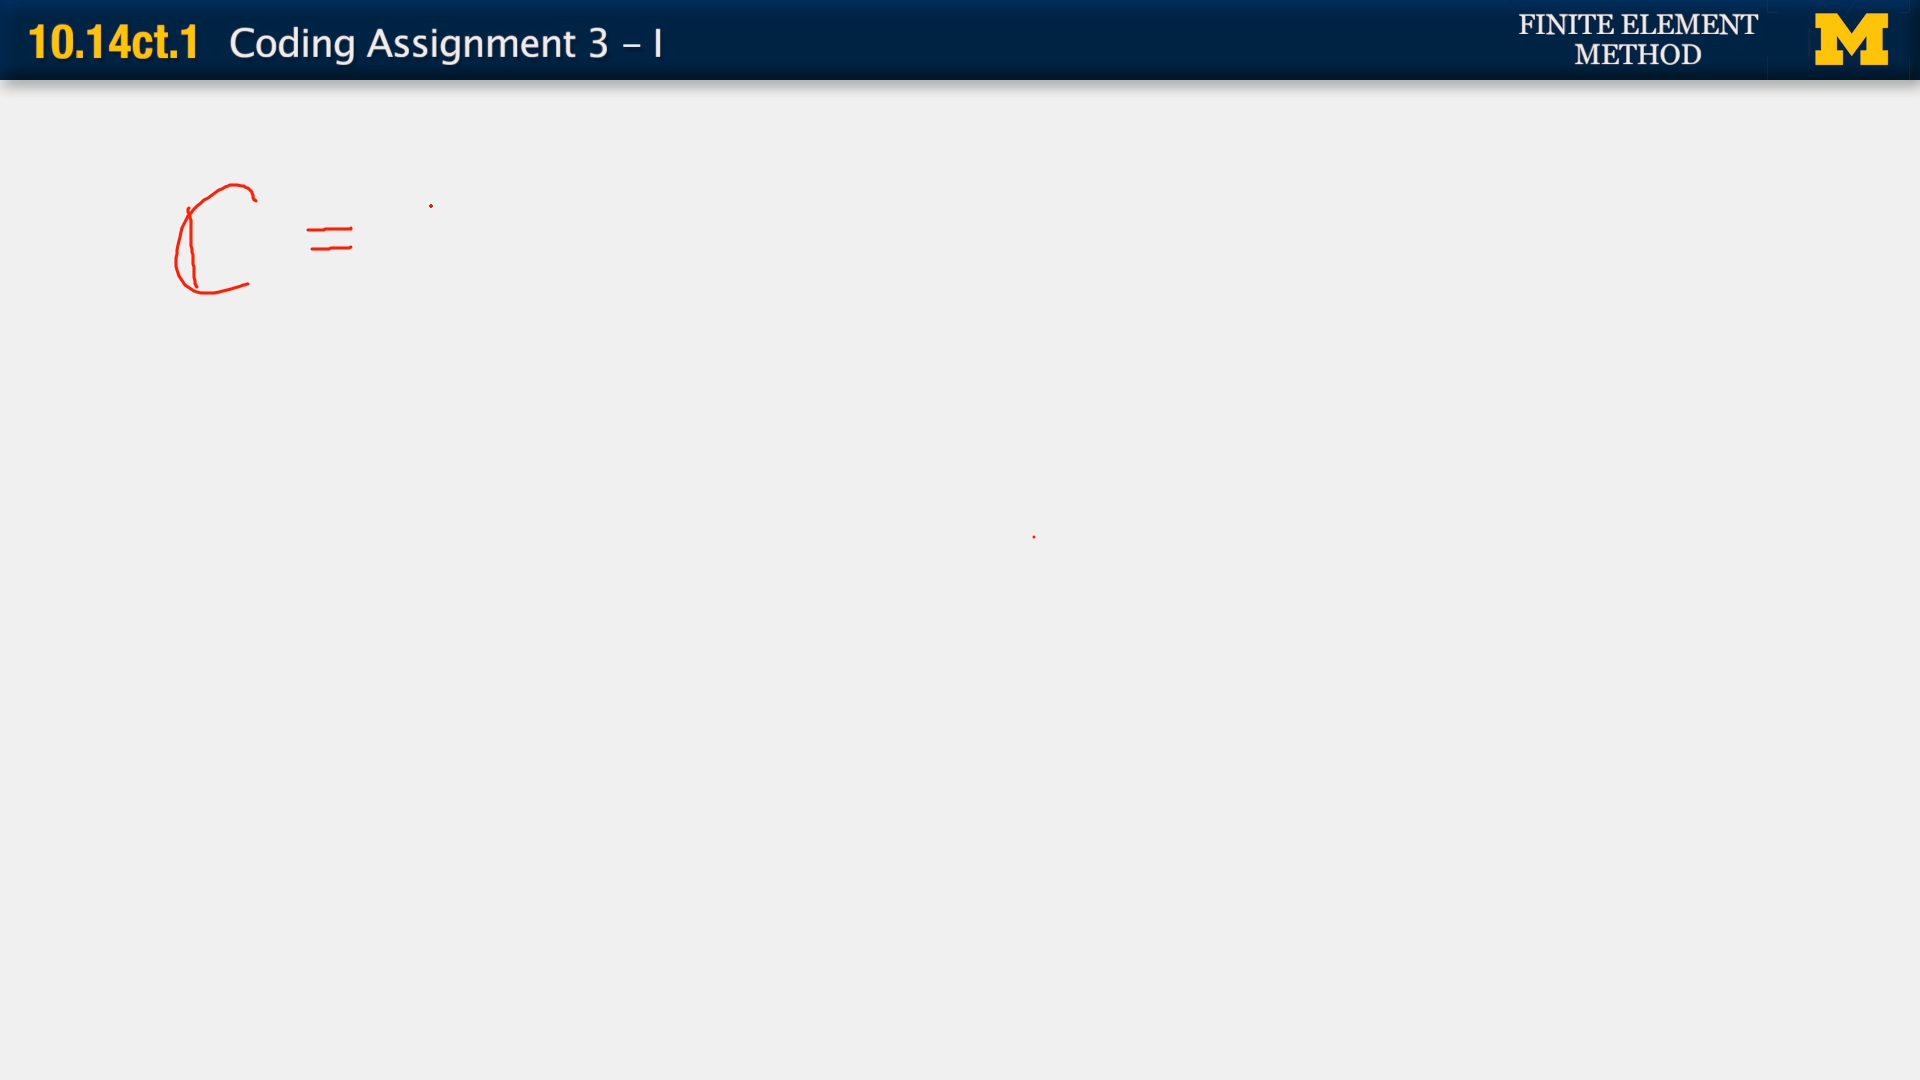 10.14ct.1 Coding Assignment 3 – I
FINITE ELEMENT
METHOD
M
ℂ =